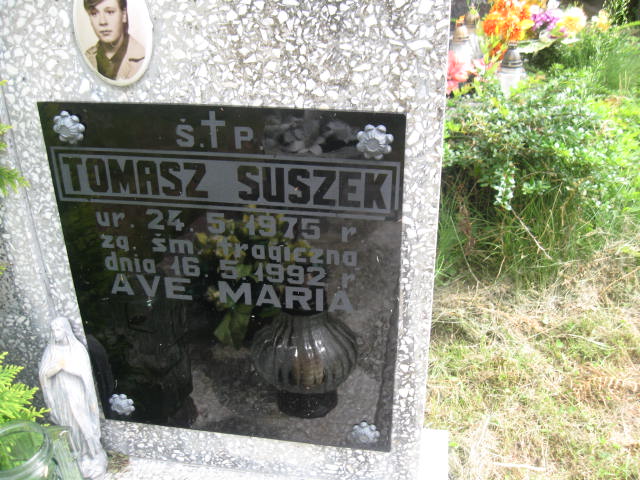 Ś. P.
TOMASZ SUSZEK
ur. 24. 5. 1975 r
zg. śm. tragiczną
dnia 16. 5. 1992 r
AVE MARIA